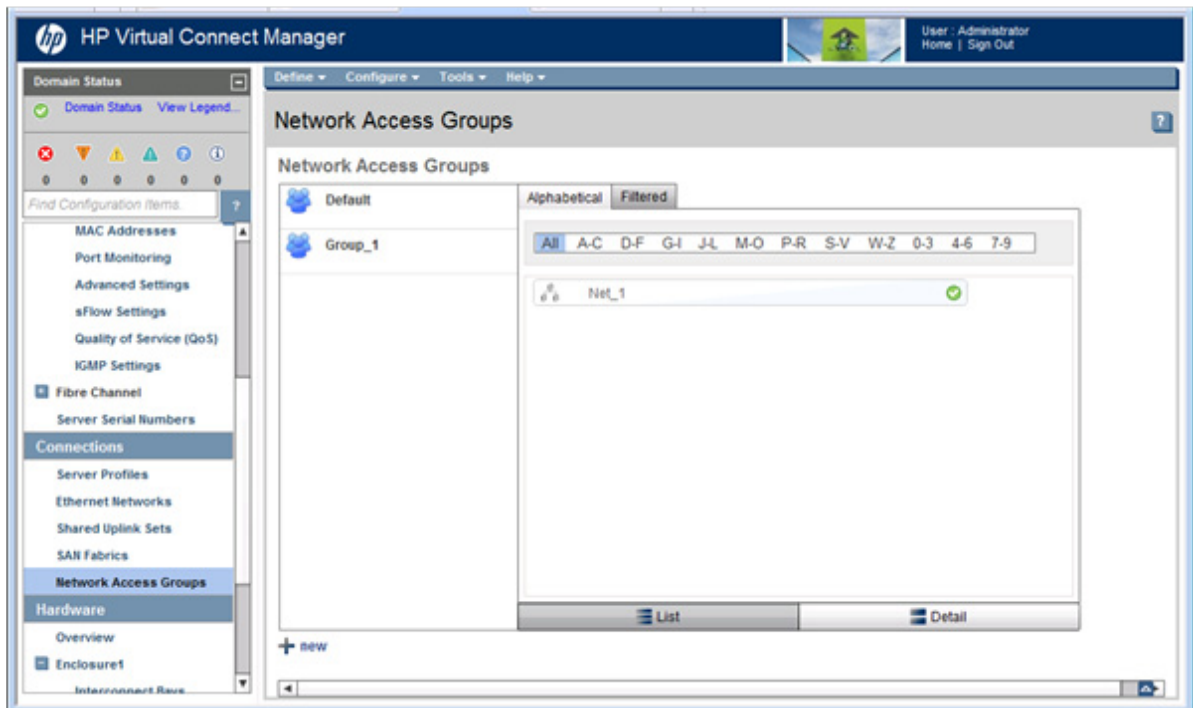 hp
HP Virtual Connect Manager
User : Administrator
Home | Sign Out
Domain Status
Domain Status View Legend...
0 0 0 0 0 0
Find Configuration Items.
?
MAC Addresses
Port Monitoring
Advanced Settings
sFlow Settings
Quality of Service (QoS)
IGMP Settings
Fibre Channel
Server Serial Numbers
Connections
Server Profiles
Ethernet Networks
Shared Uplink Sets
SAN Fabrics
Network Access Groups
Hardware
Overview
Enclosure1
Interconnect Bays
Define Configure Tools Help
Network Access Groups
?
Network Access Groups
Default
Group_1
+ new
Alphabetical Filtered
All A-C D-F G-I J-L M-O P-R S-V W-Z 0-3 4-6 7-9
Net_1
List Detail